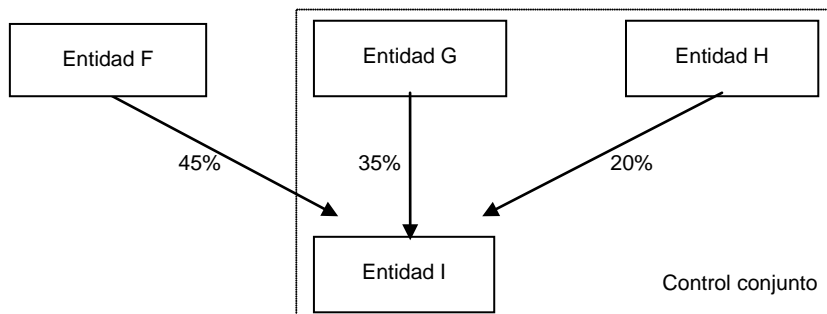 Entidad F
Entidad G
Entidad H
45%
35%
20%
Entidad I
Control conjunto